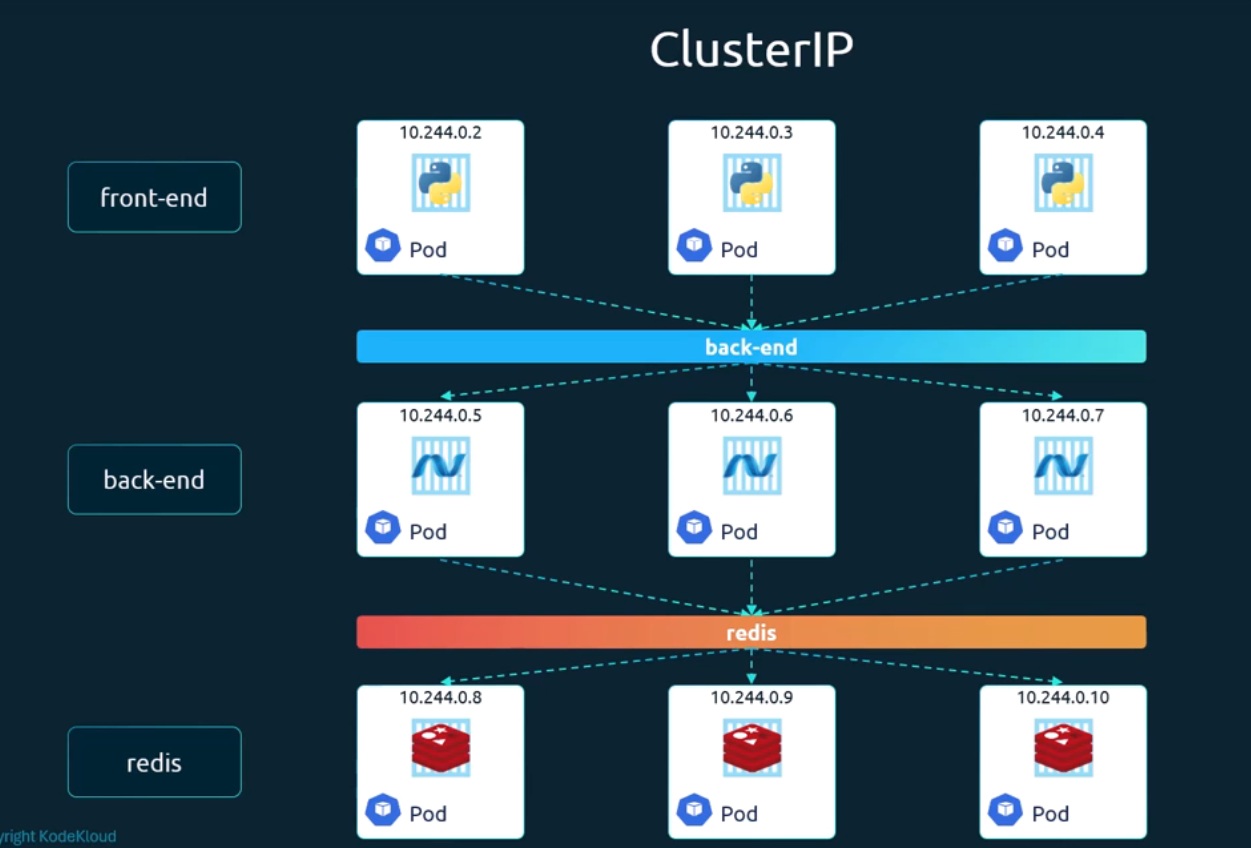 ClusterIP
front-end
10.244.0.2
10.244.0.3
10.244.0.4
Pod
Pod
Pod
back-end
back-end
10.244.0.5
10.244.0.6
10.244.0.7
Pod
Pod
Pod
redis
redis
10.244.0.8
10.244.0.9
10.244.0.10
Pod
Pod
Pod
yright KodeKloud